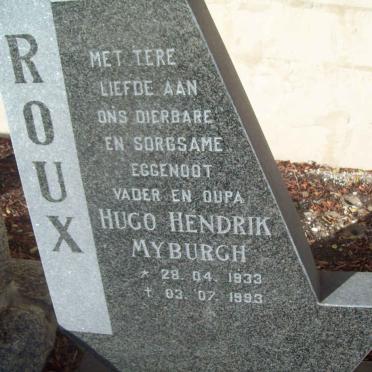 ROUX
MET TERE
LIEFDE AAN
ONS DIERBARE
EN SORGSAME
EGGENOOT
VADER EN OUPA
HUGO HENDRIK
MYBURGH
* 29.04.1933
† 03.07.1993